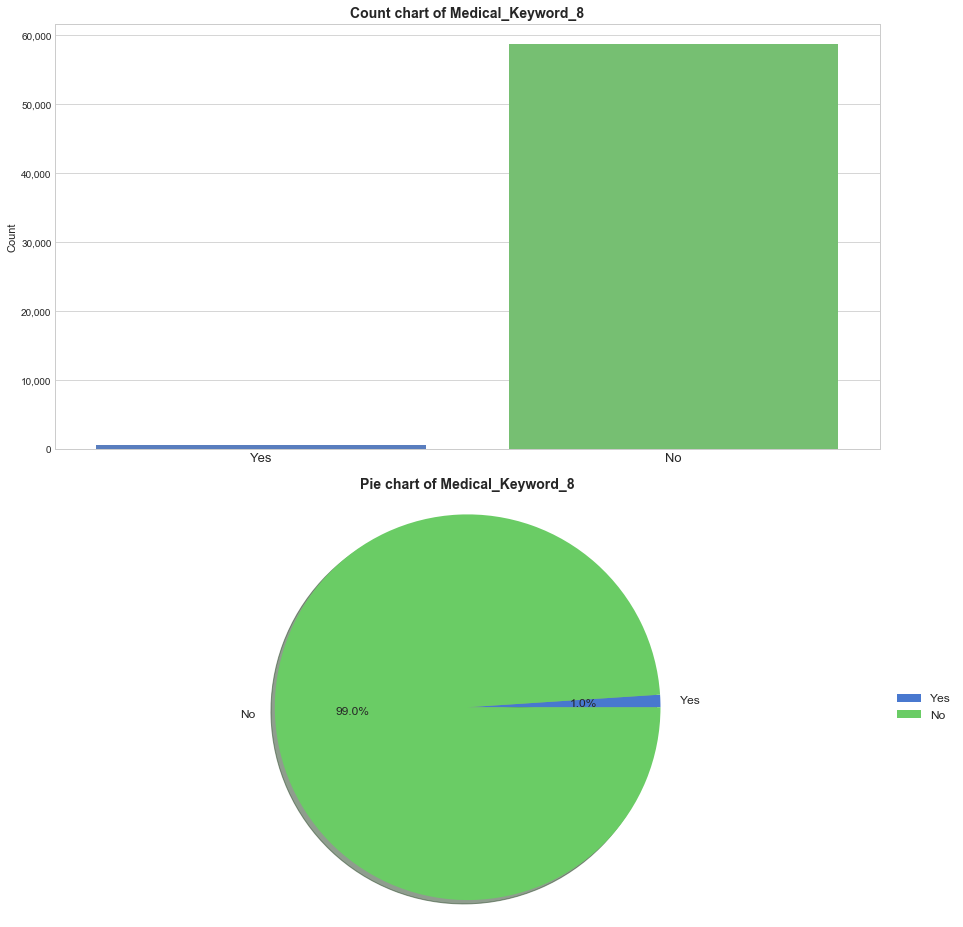 Count chart of Medical_Keyword_8
60,000
50,000
40,000
30,000
20,000
10,000
0
Count
Yes
No
Pie chart of Medical_Keyword_8
Yes
No
99.0%
1.0%
Yes
No